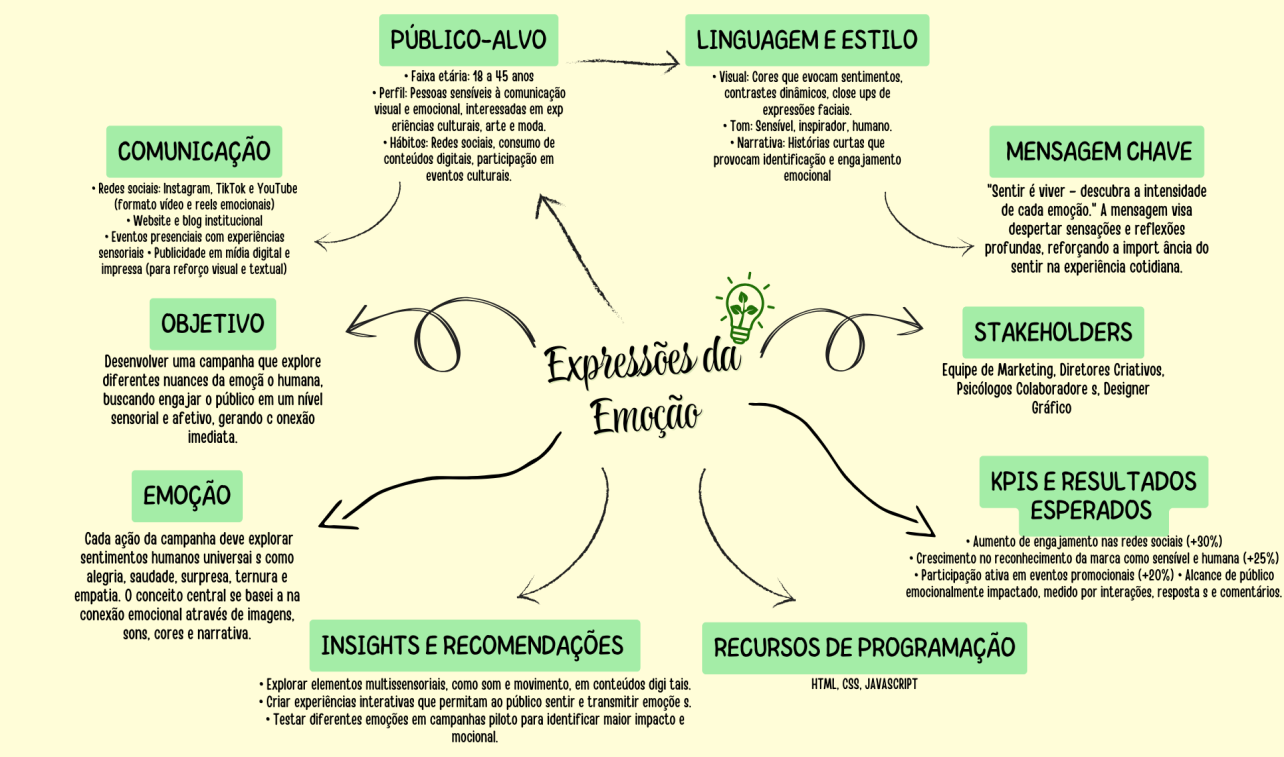 PÚBLICO-ALVO
• Faixa etária: 18 a 45 anos
• Perfil: Pessoas sensíveis à comunicação
visual e emocional, interessadas em exp
eriências culturais, arte e moda.
• Hábitos: Redes sociais, consumo de
conteúdos digitais, participação em
eventos culturais.
LINGUAGEM E ESTILO
• Visual: Cores que evocam sentimentos,
contrastes dinâmicos, close ups de
expressões faciais.
• Tom: Sensível, inspirador, humano.
• Narrativa: Histórias curtas que
provocam identificação e engajamento
emocional
COMUNICAÇÃO
• Redes sociais: Instagram, TikTok e YouTube
(formato vídeo e reels emocionais)
• Website e blog institucional
• Eventos presenciais com experiências
sensoriais • Publicidade em mídia digital e
impressa (para reforço visual e textual)
MENSAGEM CHAVE
"Sentir é viver – descubra a intensidade
de cada emoção." A mensagem visa
despertar sensações e reflexões
profundas, reforçando a import ância do
sentir na experiência cotidiana.
OBJETIVO
Desenvolver uma campanha que explore
diferentes nuances da emoçã o humana,
buscando engajar o público em um nível
sensorial e afetivo, gerando c onexão
imediata.
Expressões da
Emoção
STAKEHOLDERS
Equipe de Marketing, Diretores Criativos,
Psicólogos Colaboradore s, Designer
Gráfico
EMOÇÃO
Cada ação da campanha deve explorar
sentimentos humanos universai s como
alegria, saudade, surpresa, ternura e
empatia. O conceito central se basei a na
conexão emocional através de imagens,
sons, cores e narrativa.
KPIS E RESULTADOS
ESPERADOS
• Aumento de engajamento nas redes sociais (+30%)
• Crescimento no reconhecimento da marca como sensível e humana (+25%)
• Participação ativa em eventos promocionais (+20%) • Alcance de público
emocionalmente impactado, medido por interações, resposta s e comentários.
INSIGHTS E RECOMENDAÇÕES
• Explorar elementos multissensoriais, como som e movimento, em conteúdos digi tais.
• Criar experiências interativas que permitam ao público sentir e transmitir emoçõe s.
• Testar diferentes emoções em campanhas piloto para identificar maior impacto e
mocional.
RECURSOS DE PROGRAMAÇÃO
HTML, CSS, JAVASCRIPT